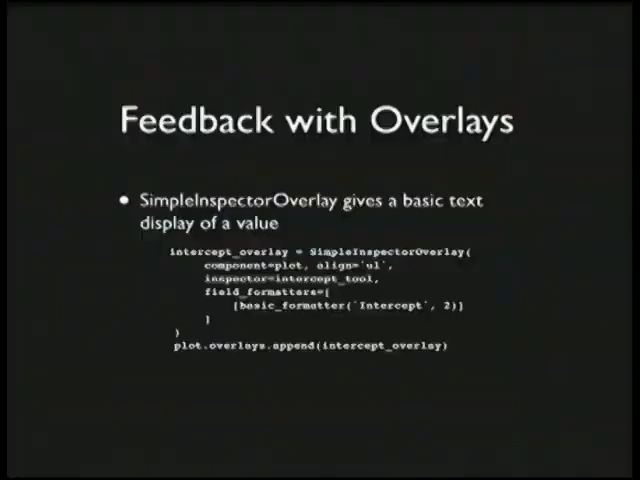 Feedback with Overlays
• SimpleInspectorOverlay gives a basic text
display of a value
intercept_overlay = SimpleInspectorOverlay(
component=plot, align='ul',
inspector=intercept_tool,
field_formatters=[
[basic_formatter('Intercept', 2)]
]
)
plot.overlays.append(intercept_overlay)